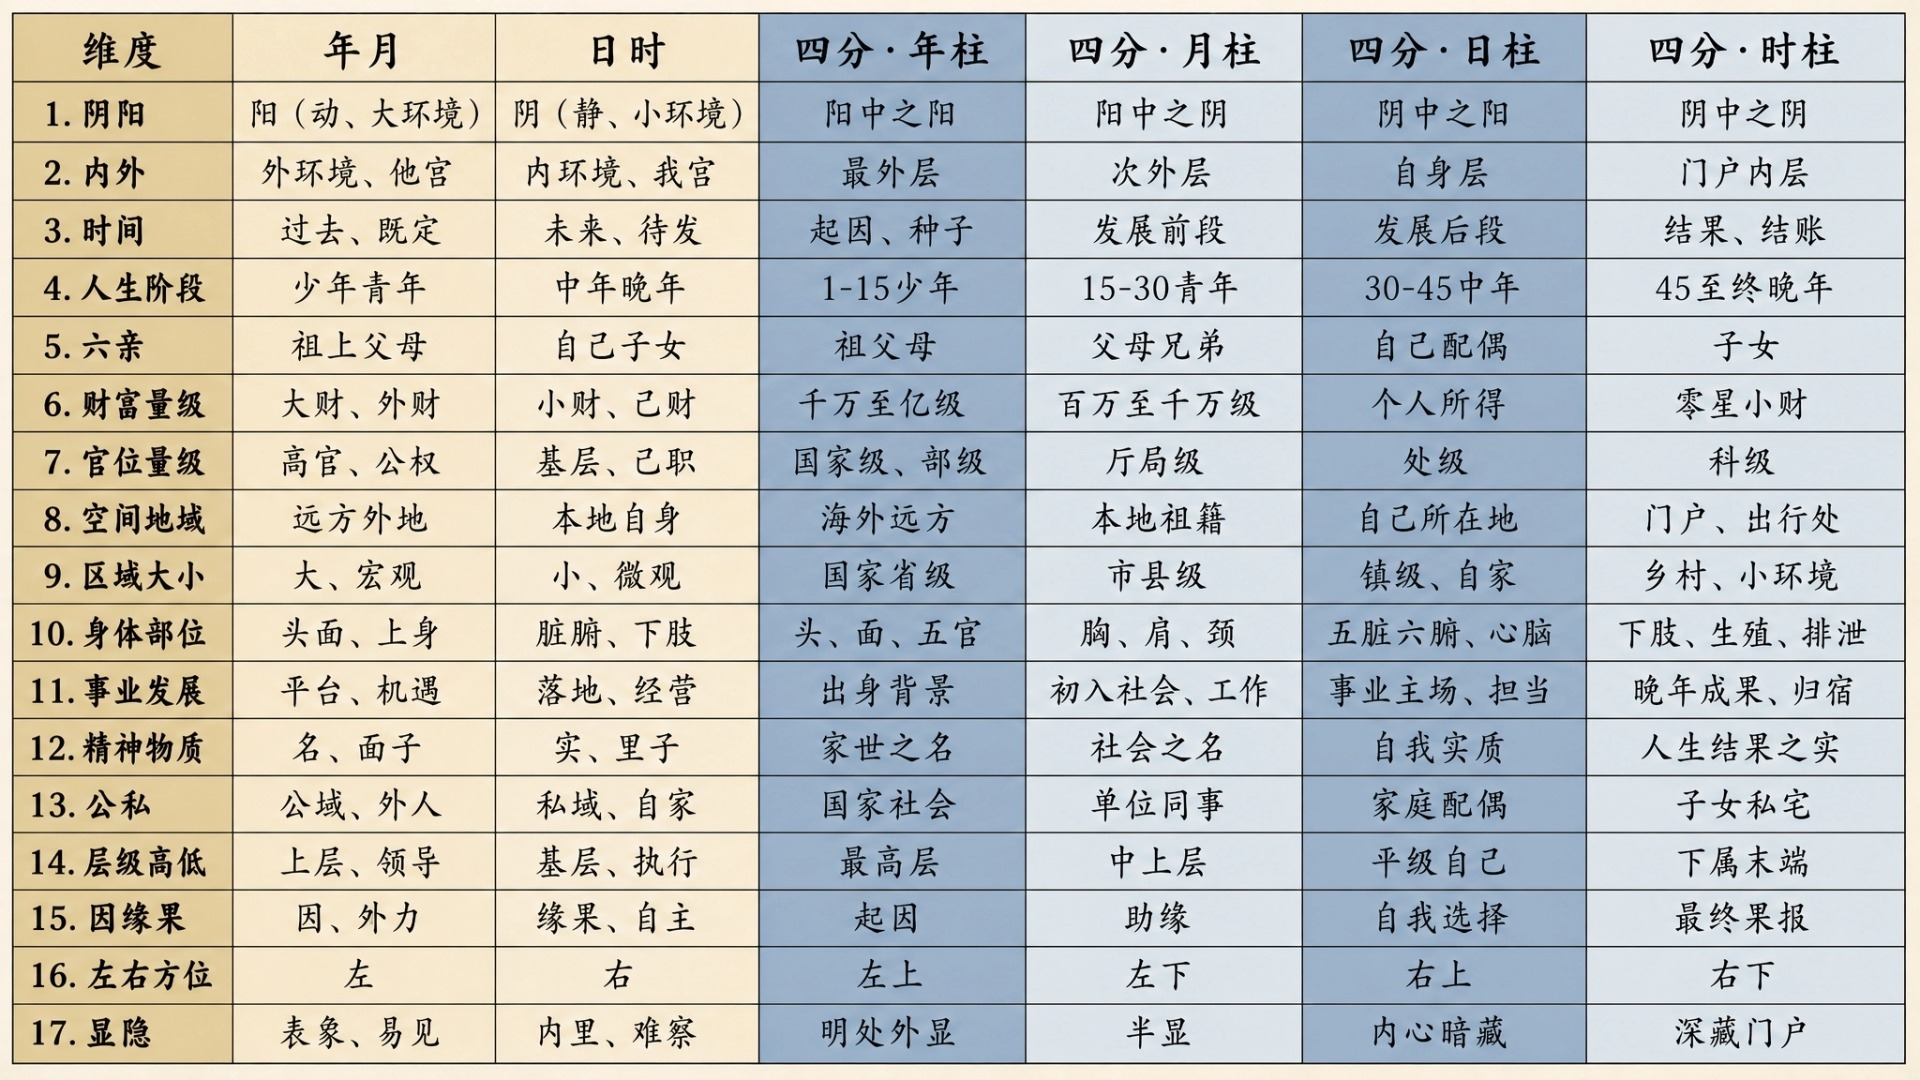 维度 年月 日时 四分·年柱 四分·月柱 四分·日柱 四分·时柱
1. 阴阳 阳（动、大环境） 阴（静、小环境） 阳中之阳 阳中之阴 阴中之阳 阴中之阴
2. 内外 外环境、他宫 内环境、我宫 最外层 次外层 自身层 门户内层
3. 时间 过去、既定 未来、待发 起因、种子 发展前段 发展后段 结果、结账
4. 人生阶段 少年青年 中年晚年 1-15少年 15-30青年 30-45中年 45至终晚年
5. 六亲 祖上父母 自己子女 祖父母 父母兄弟 自己配偶 子女
6. 财富量级 大财、外财 小财、己财 千万至亿级 百万至千万级 个人所得 零星小财
7. 官位量级 高官、公权 基层、己职 国家级、部级 厅局级 处级 科级
8. 空间地域 远方外地 本地自身 海外远方 本地祖籍 自己所在地 门户、出行处
9. 区域大小 大、宏观 小、微观 国家省级 市县级 镇级、自家 乡村、小环境
10. 身体部位 头面、上身 脏腑、下肢 头、面、五官 胸、肩、颈 五脏六腑、心脑 下肢、生殖、排泄
11. 事业发展 平台、机遇 落地、经营 出身背景 初入社会、工作 事业主场、担当 晚年成果、归宿
12. 精神物质 名、面子 实、里子 家世之名 社会之名 自我实质 人生结果之实
13. 公私 公域、外人 私域、自家 国家社会 单位同事 家庭配偶 子女私宅
14. 层级高低 上层、领导 基层、执行 最高层 中上层 平级自己 下属末端
15. 因缘果 因、外力 缘果、自主 起因 助缘 自我选择 最终果报
16. 左右方位 左 右 左上 左下 右上 右下
17. 显隐 表象、易见 内里、难察 明处外显 半显 内心暗藏 深藏门户